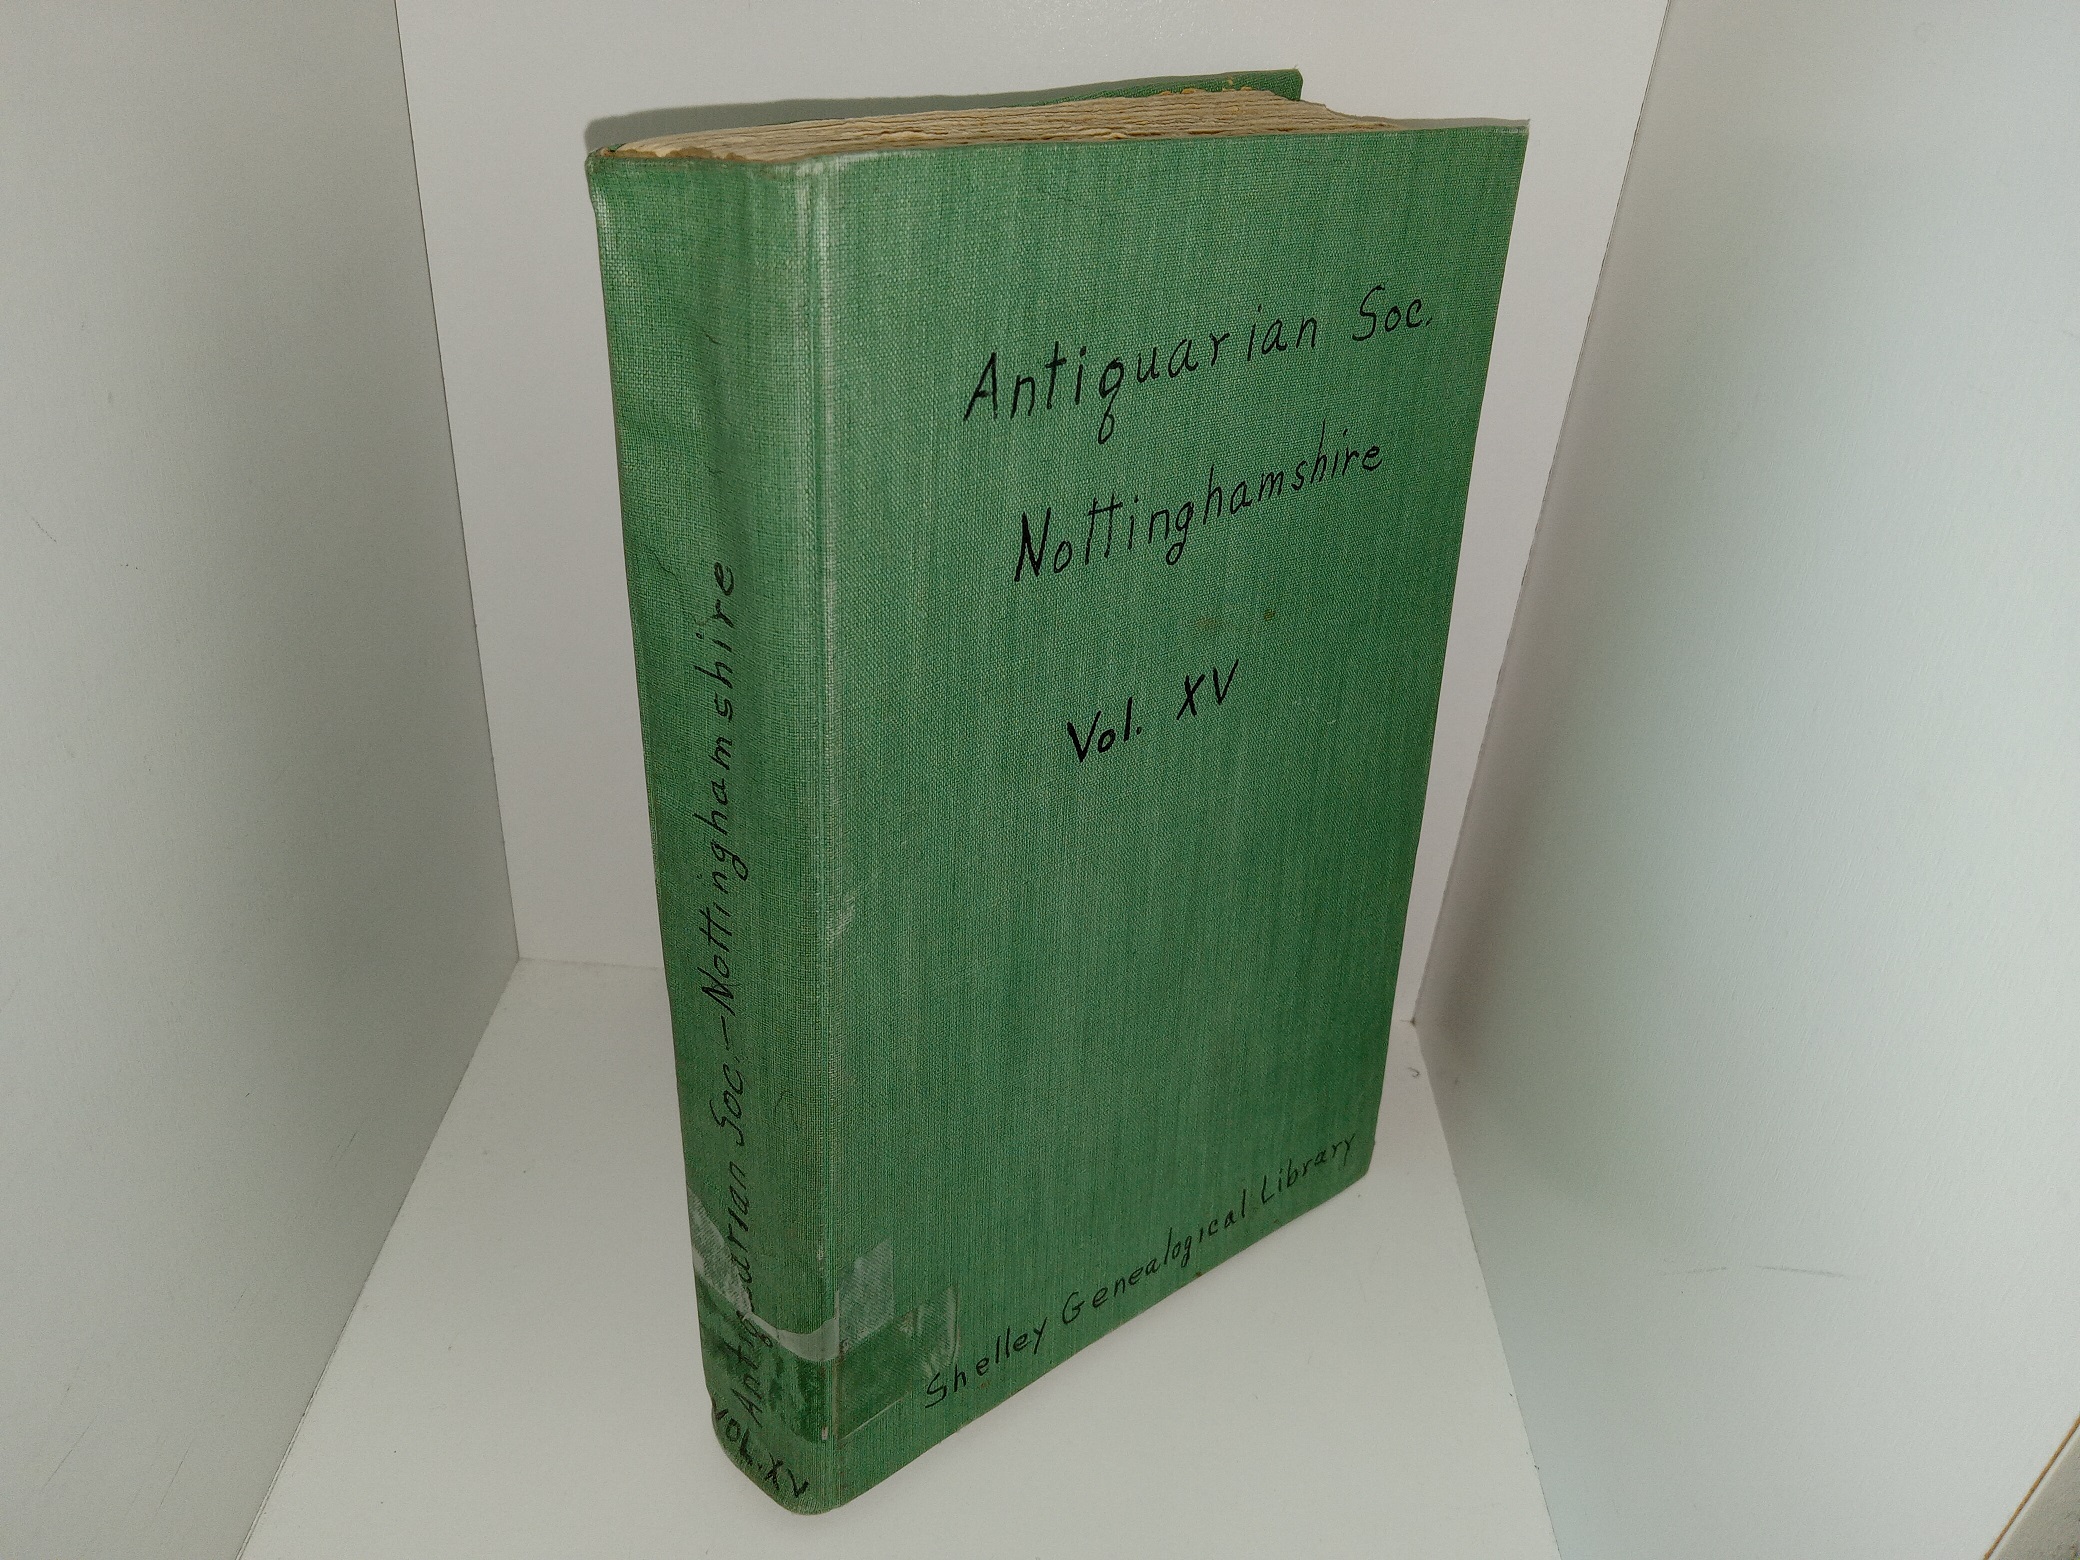 Antiquarian Soc.
Nottinghamshire
Vol. XV
Shelley Genealogical Library
Antiquarian Soc.-Nottinghamshire
Vol. XV